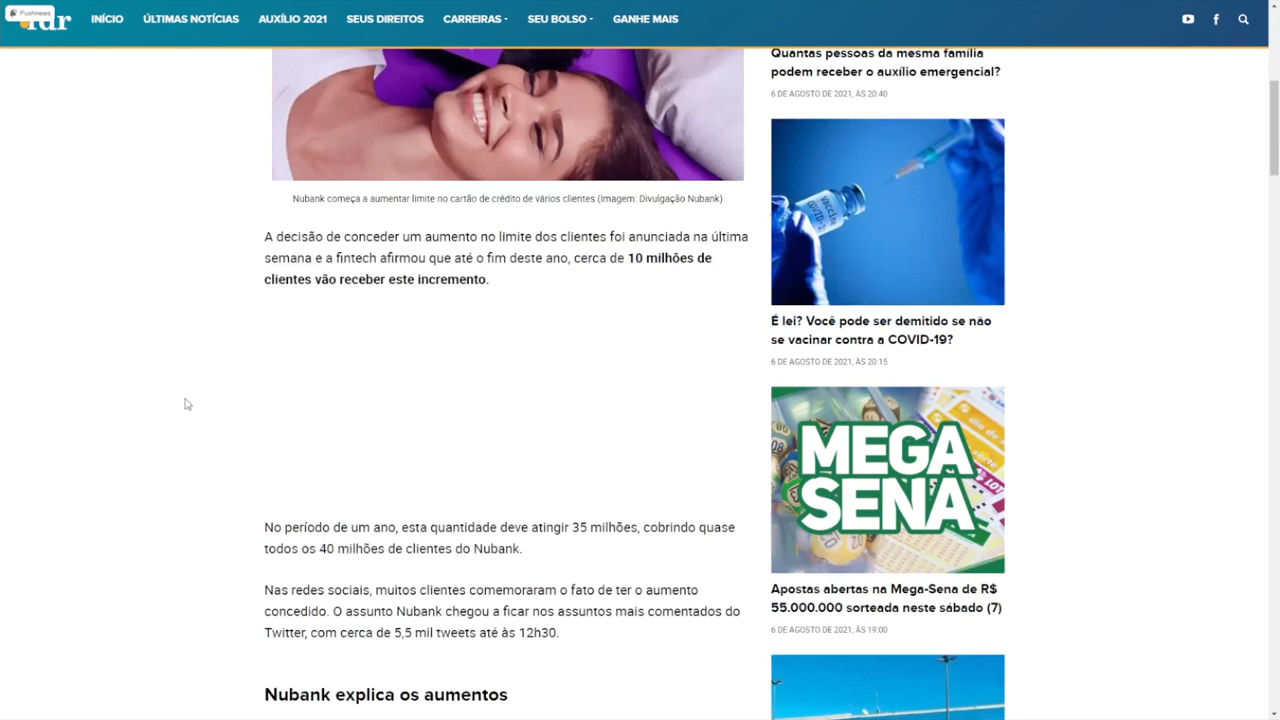 Pushnews
fdr
INÍCIO
ÚLTIMAS NOTÍCIAS
AUXÍLIO 2021
SEUS DIREITOS
CARREIRAS
SEU BOLSO
GANHE MAIS
Nubank começa a aumentar limite no cartão de crédito de vários clientes (Imagem: Divulgação Nubank)
A decisão de conceder um aumento no limite dos clientes foi anunciada na última
semana e a fintech afirmou que até o fim deste ano, cerca de 10 milhões de
clientes vão receber este incremento.
No período de um ano, esta quantidade deve atingir 35 milhões, cobrindo quase
todos os 40 milhões de clientes do Nubank.
Nas redes sociais, muitos clientes comemoraram o fato de ter o aumento
concedido. O assunto Nubank chegou a ficar nos assuntos mais comentados do
Twitter, com cerca de 5,5 mil tweets até às 12h30.
Nubank explica os aumentos
Quantas pessoas da mesma família
podem receber o auxílio emergencial?
6 DE AGOSTO DE 2021, ÀS 20:40
COVID-19
VACCINE
É lei? Você pode ser demitido se não
se vacinar contra a COVID-19?
6 DE AGOSTO DE 2021, ÀS 20:15
MEGA
SENA
Apostas abertas na Mega-Sena de R$
55.000.000 sorteada neste sábado (7)
6 DE AGOSTO DE 2021, ÀS 19:00